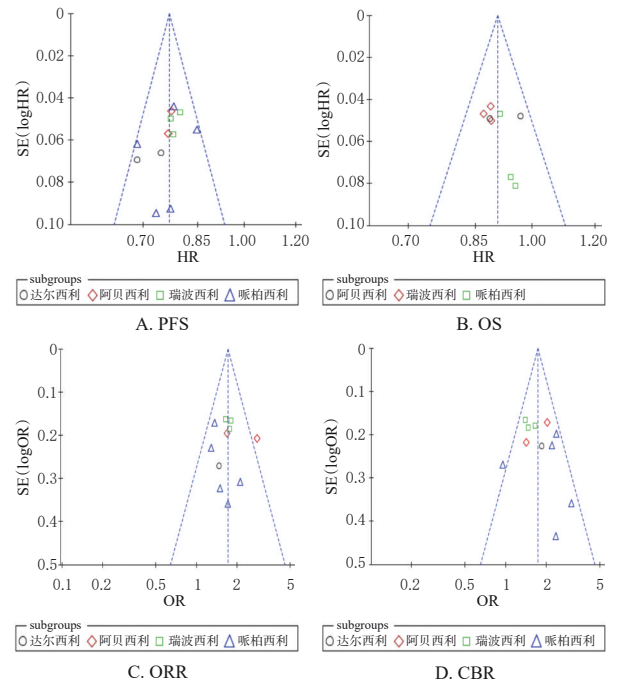 0
0.02
0.04
0.06
0.08
0.10
SE(logHR)
0.70 0.85 1.00 1.20
HR
subgroups
达尔西利 阿贝西利 瑞波西利 哌柏西利
A. PFS
0
0.02
0.04
0.06
0.08
0.10
SE(logHR)
0.70 0.85 1.00 1.20
HR
subgroups
阿贝西利 瑞波西利 哌柏西利
B. OS
0
0.1
0.2
0.3
0.4
0.5
SE(logOR)
0.1 0.2 0.5 1 2 5
OR
subgroups
达尔西利 阿贝西利 瑞波西利 哌柏西利
C. ORR
0
0.1
0.2
0.3
0.4
0.5
SE(logOR)
0.2 0.5 1 2 5
OR
subgroups
达尔西利 阿贝西利 瑞波西利 哌柏西利
D. CBR